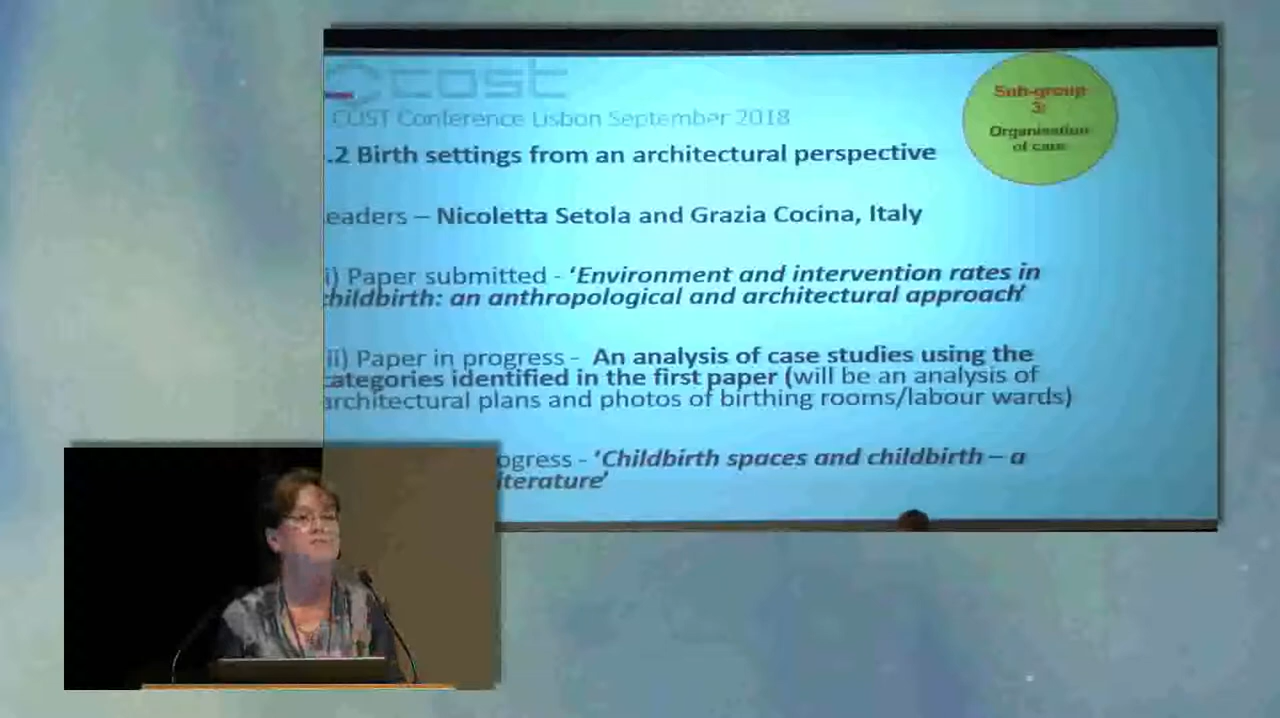 cost
COST Conference Lisbon September 2018
Sub-group
3:
Organisation
of care
.2 Birth settings from an architectural perspective
eaders – Nicoletta Setola and Grazia Cocina, Italy
i) Paper submitted - ‘Environment and intervention rates in
childbirth: an anthropological and architectural approach’
ii) Paper in progress - An analysis of case studies using the
categories identified in the first paper (will be an analysis of
architectural plans and photos of birthing rooms/labour wards)
ogress - ‘Childbirth spaces and childbirth – a
iterature’